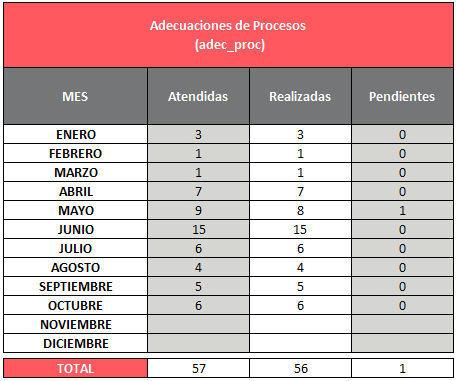 Adecuaciones de Procesos
(adec_proc)
MES Atendidas Realizadas Pendientes
ENERO 3 3 0
FEBRERO 1 1 0
MARZO 1 1 0
ABRIL 7 7 0
MAYO 9 8 1
JUNIO 15 15 0
JULIO 6 6 0
AGOSTO 4 4 0
SEPTIEMBRE 5 5 0
OCTUBRE 6 6 0
NOVIEMBRE
DICIEMBRE
TOTAL 57 56 1